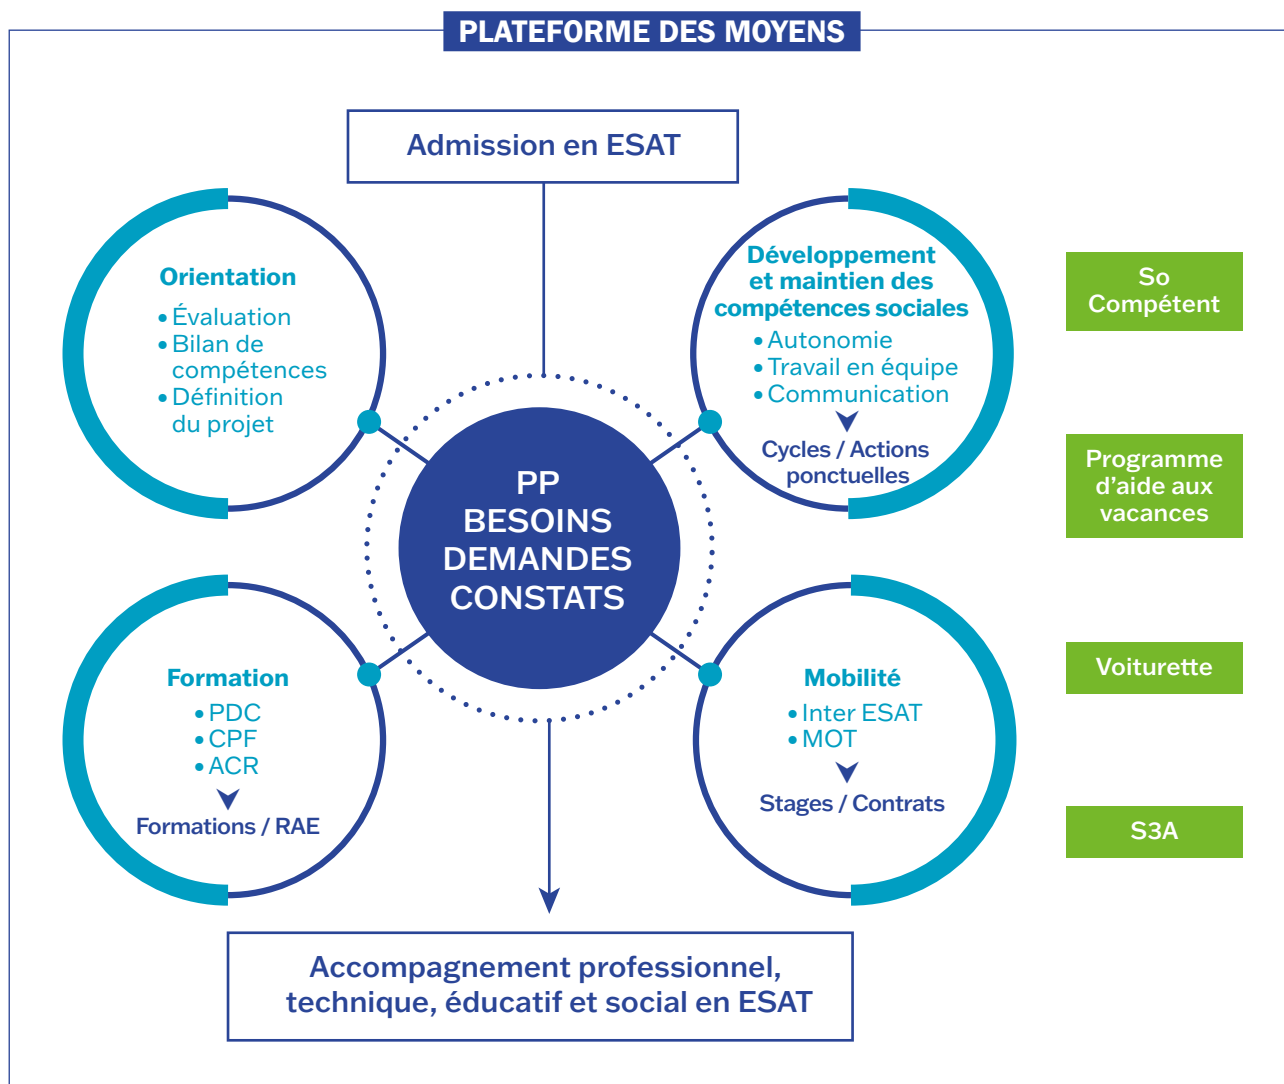 PLATEFORME DES MOYENS
Admission en ESAT
Orientation
• Évaluation
• Bilan de
compétences
• Définition
du projet
Développement
et maintien des
compétences sociales
• Autonomie
• Travail en équipe
• Communication
Cycles / Actions
ponctuelles
PP
BESOINS
DEMANDES
CONSTATS
Formation
• PDC
• CPF
• ACR
Formations / RAE
Mobilité
• Inter ESAT
• MOT
Stages / Contrats
So
Compétent
Programme
d’aide aux
vacances
Voiturette
S3A
Accompagnement professionnel,
technique, éducatif et social en ESAT